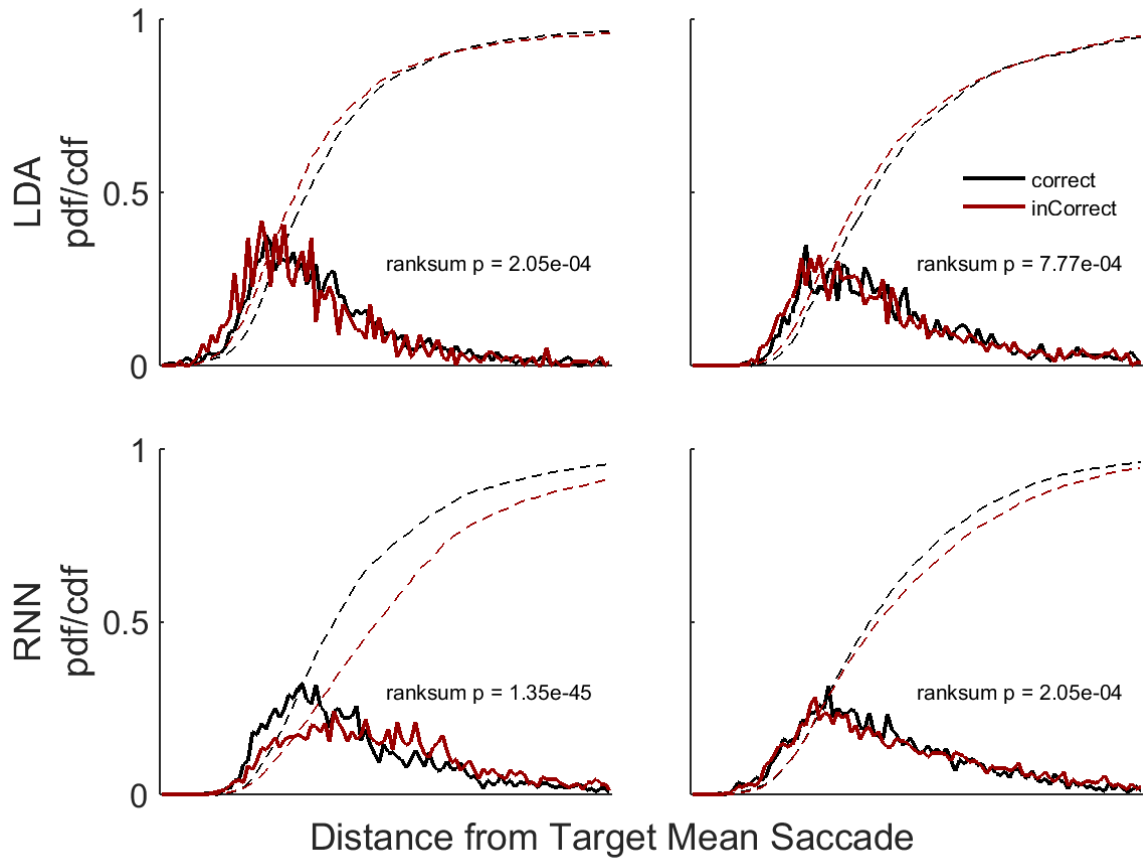 1
LDA
pdf/cdf
0.5
0
correct
inCorrect
ranksum p = 2.05e-04
ranksum p = 7.77e-04
1
RNN
pdf/cdf
0.5
0
ranksum p = 1.35e-45
ranksum p = 2.05e-04
Distance from Target Mean Saccade